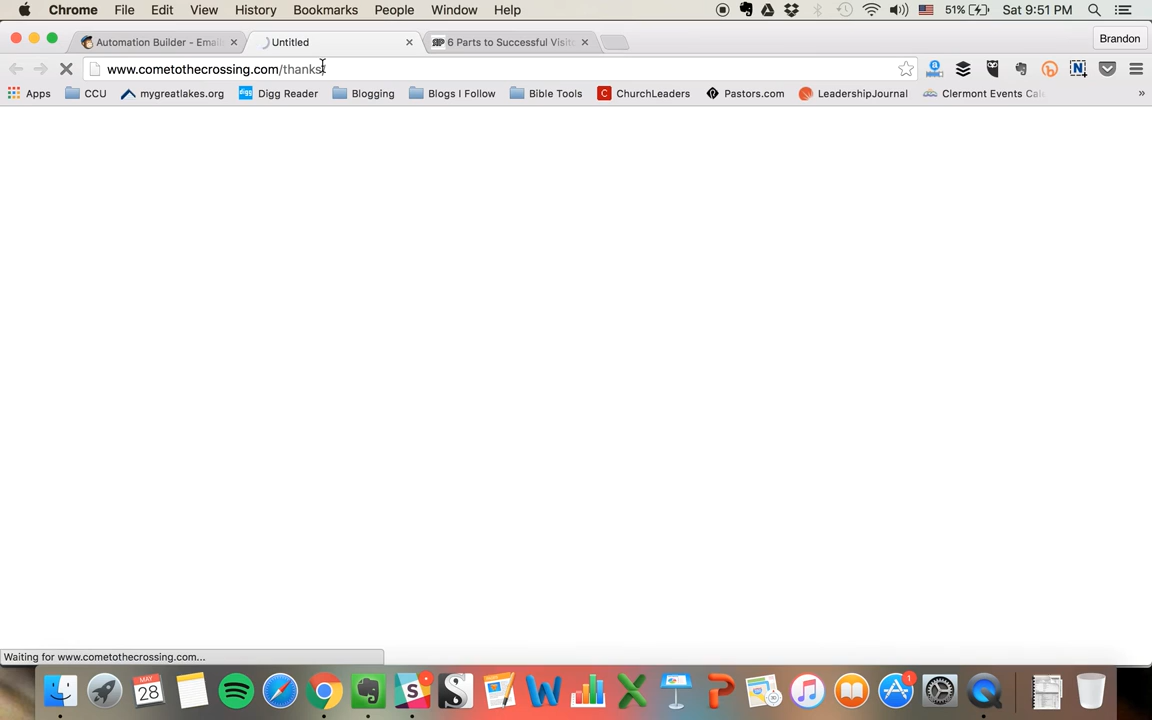 Chrome File Edit View History Bookmarks People Window Help 51% Sat 9:51 PM
Automation Builder - Email Untitled 6 Parts to Successful Visit Brandon
www.cometothecrossing.com/thanks
Apps CCU mygreatlakes.org Digg Reader Blogging Blogs I Follow Bible Tools ChurchLeaders Pastors.com LeadershipJournal Clermont Events Cal »
Waiting for www.cometothecrossing.com...
MAY
28
1